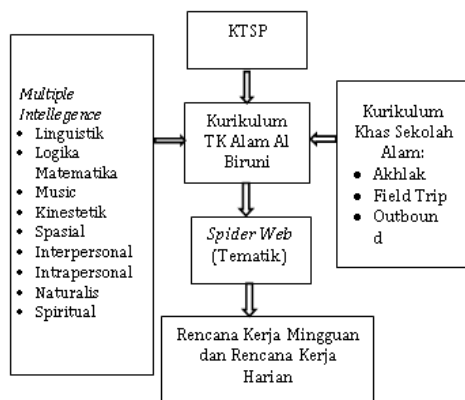 KTSP
Multiple
Intellegence
• Linguistik
• Logika
Matematika
• Music
• Kinestetik
• Spasial
• Interpersonal
• Intrapersonal
• Naturalis
• Spiritual
Kurikulum
TK Alam Al
Biruni
Kurikulum
Khas Sekolah
Alam:
• Akhlak
• Field Trip
• Outboun
d
Spider Web
(Tematik)
Rencana Kerja Mingguan
dan Rencana Kerja
Harian